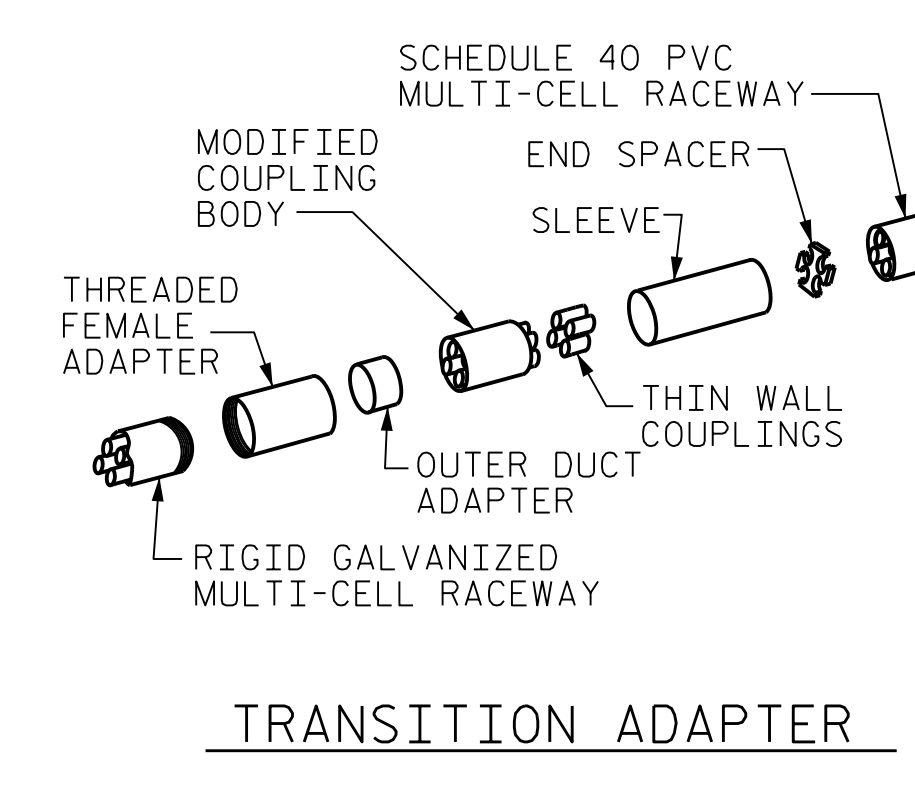 SCHEDULE 40 PVC
MULTI-CELL RACEWAY
MODIFIED
COUPLING
BODY
END SPACER
SLEEVE
THREADED
FEMALE
ADAPTER
THIN WALL
COUPLINGS
OUTER DUCT
ADAPTER
RIGID GALVANIZED
MULTI-CELL RACEWAY
TRANSITION ADAPTER